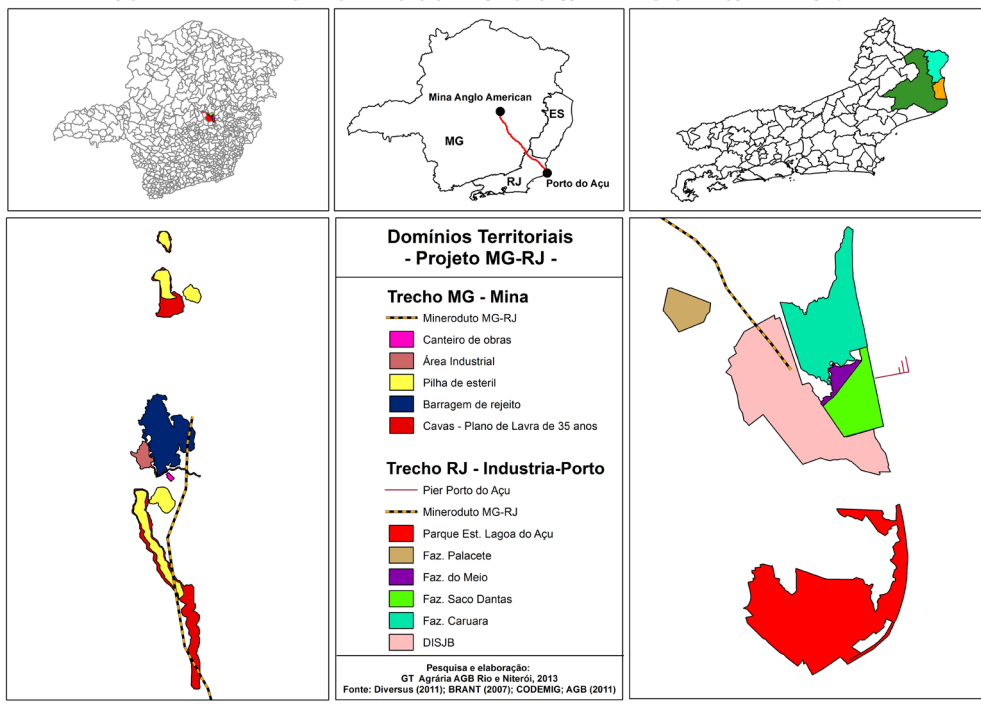 Mina Anglo American
ES
MG
RJ
Porto do Açu
Domínios Territoriais
- Projeto MG-RJ -
Trecho MG - Mina
Mineroduto MG-RJ
Canteiro de obras
Área Industrial
Pilha de esteril
Barragem de rejeito
Cavas - Plano de Lavra de 35 anos
Trecho RJ - Industria-Porto
Pier Porto do Açu
Mineroduto MG-RJ
Parque Est. Lagoa do Açu
Faz. Palacete
Faz. do Meio
Faz. Saco Dantas
Faz. Caruara
DISJB
Pesquisa e elaboração:
GT Agrária AGB Rio e Niterói, 2013
Fonte: Diversus (2011); BRANT (2007); CODEMIG; AGB (2011)